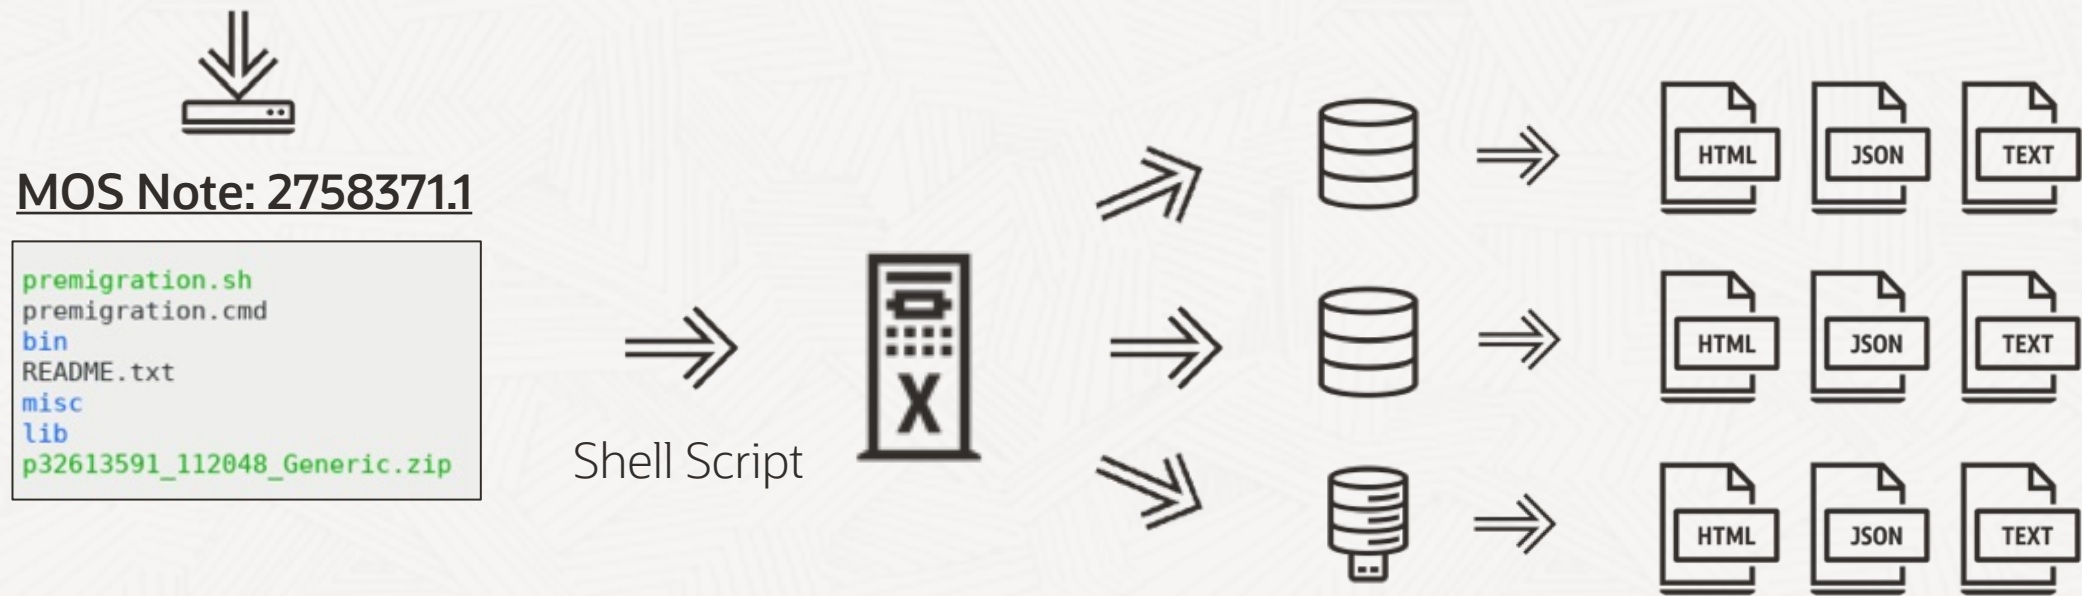 MOS Note: 2758371.1
premigration.sh
premigration.cmd
bin
README.txt
misc
lib
p32613591_112048_Generic.zip
Shell Script
X
HTML JSON TEXT
HTML JSON TEXT
HTML JSON TEXT